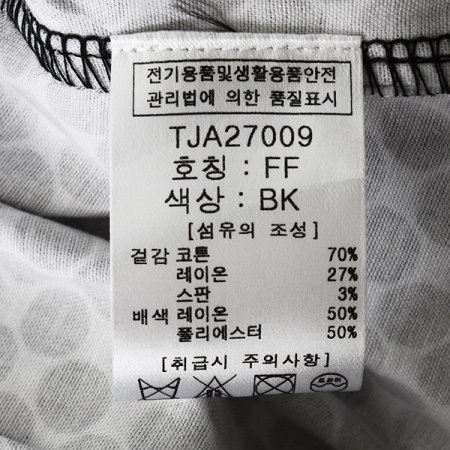 전기용품및생활용품안전
관리법에 의한 품질표시
TJA27009
호칭 : FF
색상 : BK
[섬유의 조성]
겉감 코튼 70%
레이온 27%
스판 3%
배색 레이온 50%
폴리에스터 50%
[취급시 주의사항]
드라이